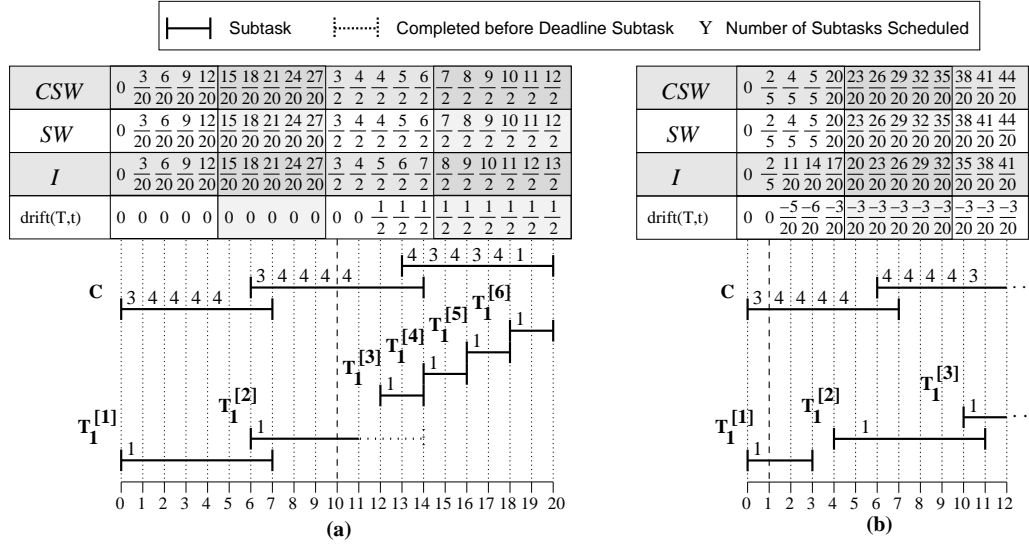 Subtask Completed before Deadline Subtask Y Number of Subtasks Scheduled
CSW 0 3/20 6/20 9/20 12/20 15/20 18/20 21/20 24/20 27/20 3/2 4/2 4/2 5/2 6/2 7/2 8/2 9/2 10/2 11/2 12/2
SW 0 3/20 6/20 9/20 12/20 15/20 18/20 21/20 24/20 27/20 3/2 4/2 4/2 5/2 6/2 7/2 8/2 9/2 10/2 11/2 12/2
I 0 3/20 6/20 9/20 12/20 15/20 18/20 21/20 24/20 27/20 3/2 4/2 5/2 6/2 7/2 8/2 9/2 10/2 11/2 12/2 13/2
drift(T,t) 0 0 0 0 0 0 0 0 0 0 0 0 1/2 1/2 1/2 1/2 1/2 1/2 1/2 1/2 1/2
4 3 4 3 4 1
3 4 4 4 4
C 3 4 4 4 4
T₁^[6] 1
T₁^[5] 1
T₁^[4] 1
T₁^[3] 1
T₁^[2] 1
T₁^[1] 1
0 1 2 3 4 5 6 7 8 9 10 11 12 13 14 15 16 17 18 19 20
(a)
CSW 0 2/5 4/5 5/5 20/20 23/20 26/20 29/20 32/20 35/20 38/20 41/20 44/20
SW 0 2/5 4/5 5/5 20/20 23/20 26/20 29/20 32/20 35/20 38/20 41/20 44/20
I 0 2/5 11/20 14/20 17/20 20/20 23/20 26/20 29/20 32/20 35/20 38/20 41/20
drift(T,t) 0 0 −5/20 −6/20 −3/20 −3/20 −3/20 −3/20 −3/20 −3/20 −3/20 −3/20 −3/20
4 4 4 4 3
C 3 4 4 4 4
T₁^[3] 1
T₁^[2] 1
T₁^[1] 1
0 1 2 3 4 5 6 7 8 9 10 11 12
(b)